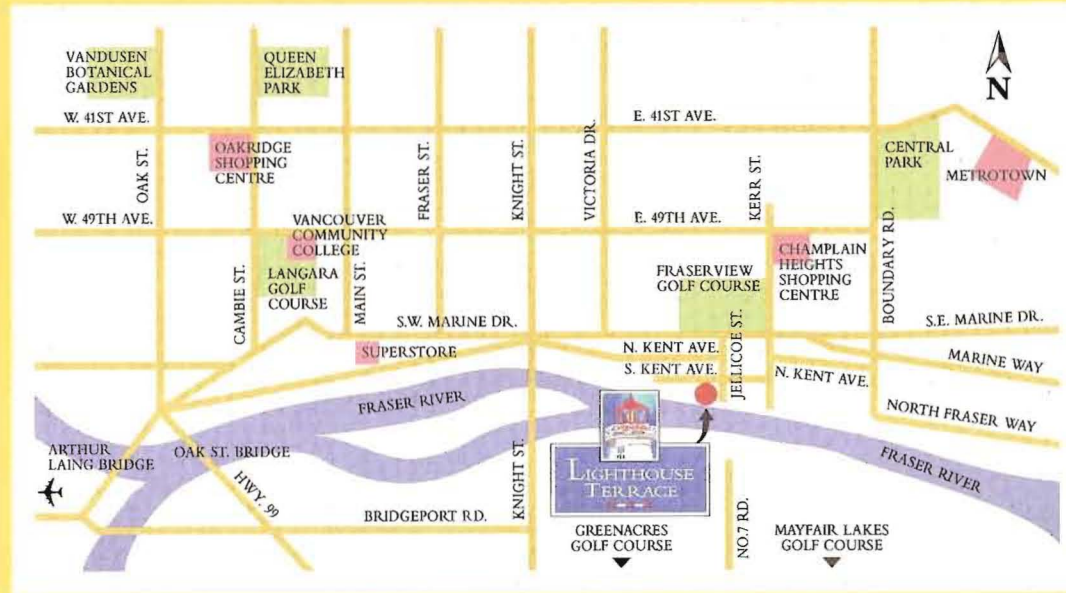 VANDUSEN
BOTANICAL
GARDENS
QUEEN
ELIZABETH
PARK
N
W. 41ST AVE.
E. 41ST AVE.
OAK ST.
OAKRIDGE
SHOPPING
CENTRE
FRASER ST.
KNIGHT ST.
VICTORIA DR.
KERR ST.
CENTRAL
PARK
METROTOWN
W. 49TH AVE.
E. 49TH AVE.
VANCOUVER
COMMUNITY
COLLEGE
LANGARA
GOLF
COURSE
CAMBIE ST.
MAIN ST.
FRASERVIEW
GOLF COURSE
CHAMPLAIN
HEIGHTS
SHOPPING
CENTRE
BOUNDARY RD.
S.W. MARINE DR.
S.E. MARINE DR.
SUPERSTORE
N. KENT AVE.
S. KENT AVE.
JELLICOE ST.
N. KENT AVE.
MARINE WAY
NORTH FRASER WAY
FRASER RIVER
FRASER RIVER
ARTHUR
LAING BRIDGE
OAK ST. BRIDGE
HWY. 99
KNIGHT ST.
LIGHTHOUSE
TERRACE
BRIDGEPORT RD.
NO.7 RD.
GREENACRES
GOLF COURSE
MAYFAIR LAKES
GOLF COURSE